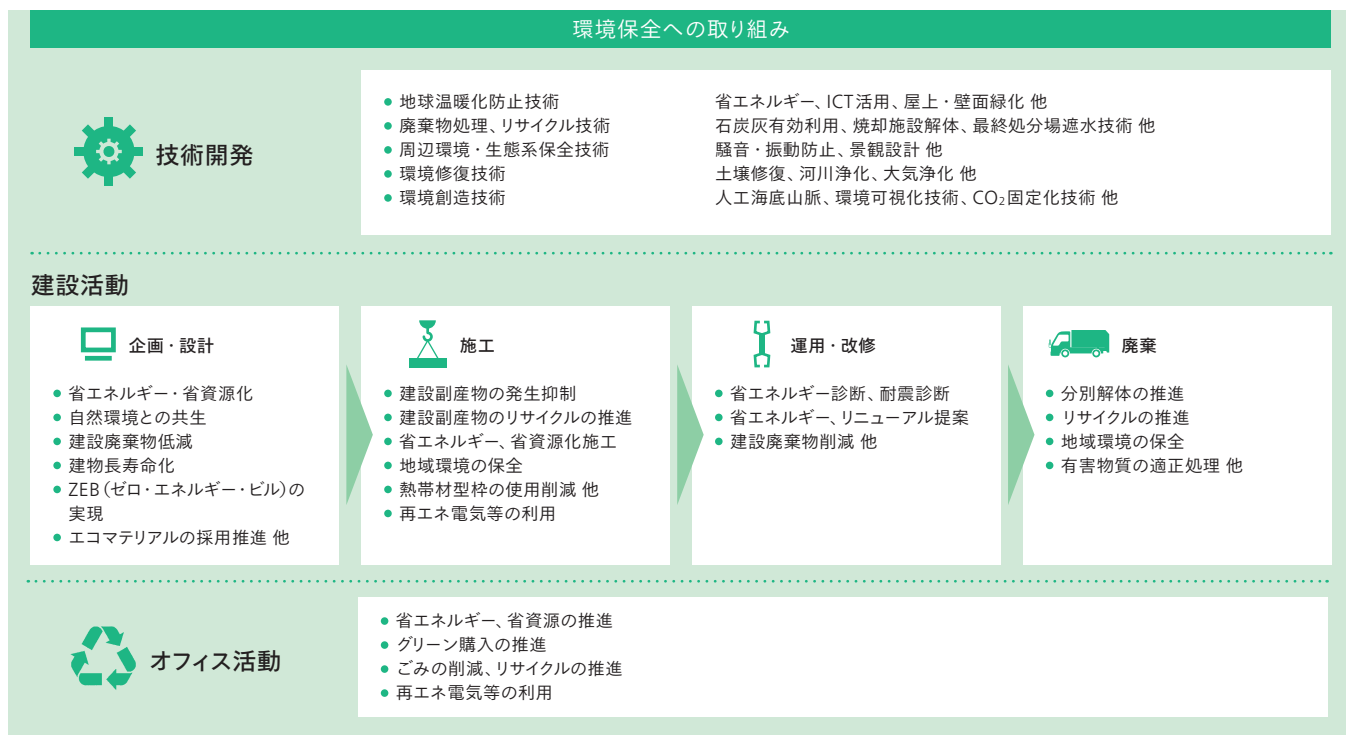 環境保全への取り組み
技術開発
● 地球温暖化防止技術　省エネルギー、ICT活用、屋上・壁面緑化 他
● 廃棄物処理、リサイクル技術　石炭灰有効利用、焼却施設解体、最終処分場遮水技術 他
● 周辺環境・生態系保全技術　騒音・振動防止、景観設計 他
● 環境修復技術　土壌修復、河川浄化、大気浄化 他
● 環境創造技術　人工海底山脈、環境可視化技術、CO₂固定化技術 他
建設活動
企画・設計
● 省エネルギー・省資源化
● 自然環境との共生
● 建設廃棄物低減
● 建物長寿命化
● ZEB（ゼロ・エネルギー・ビル）の
実現
● エコマテリアルの採用推進 他
施工
● 建設副産物の発生抑制
● 建設副産物のリサイクルの推進
● 省エネルギー、省資源化施工
● 地域環境の保全
● 熱帯材型枠の使用削減 他
● 再エネ電気等の利用
運用・改修
● 省エネルギー診断、耐震診断
● 省エネルギー、リニューアル提案
● 建設廃棄物削減 他
廃棄
● 分別解体の推進
● リサイクルの推進
● 地域環境の保全
● 有害物質の適正処理 他
オフィス活動
● 省エネルギー、省資源の推進
● グリーン購入の推進
● ごみの削減、リサイクルの推進
● 再エネ電気等の利用